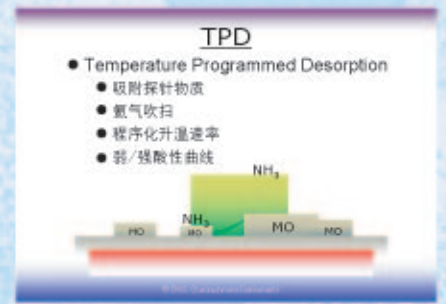 TPD
● Temperature Programmed Desorption
● 吸附探针物质
● 氦气吹扫
● 程序化升温速率
● 弱/强酸性曲线
NH₃
NH₃
MO
MO
MO
MO